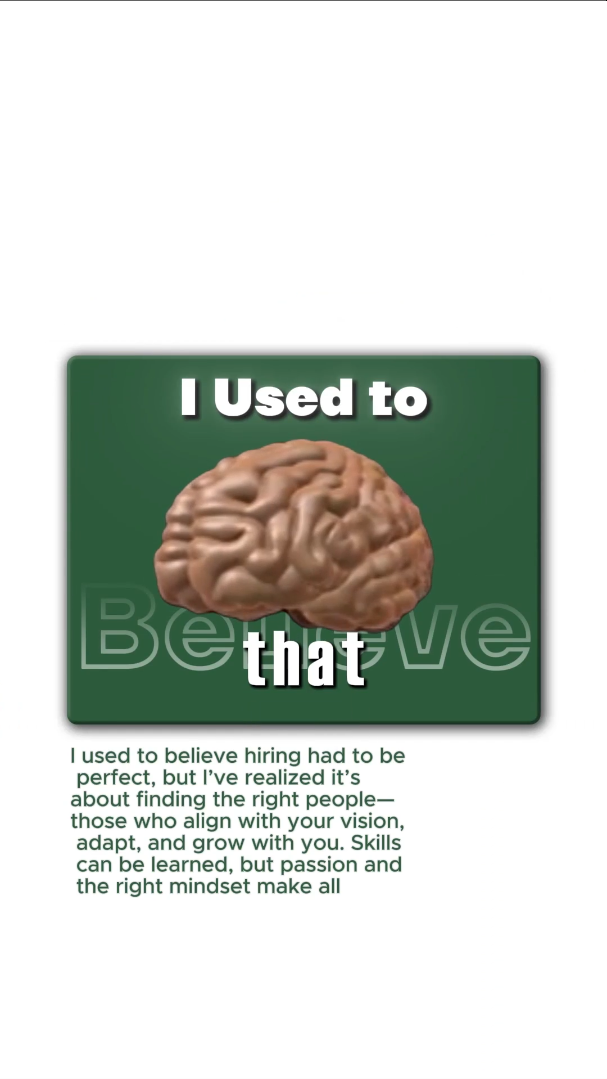 I Used to
Believe
that
I used to believe hiring had to be
perfect, but I’ve realized it’s
about finding the right people—
those who align with your vision,
adapt, and grow with you. Skills
can be learned, but passion and
the right mindset make all